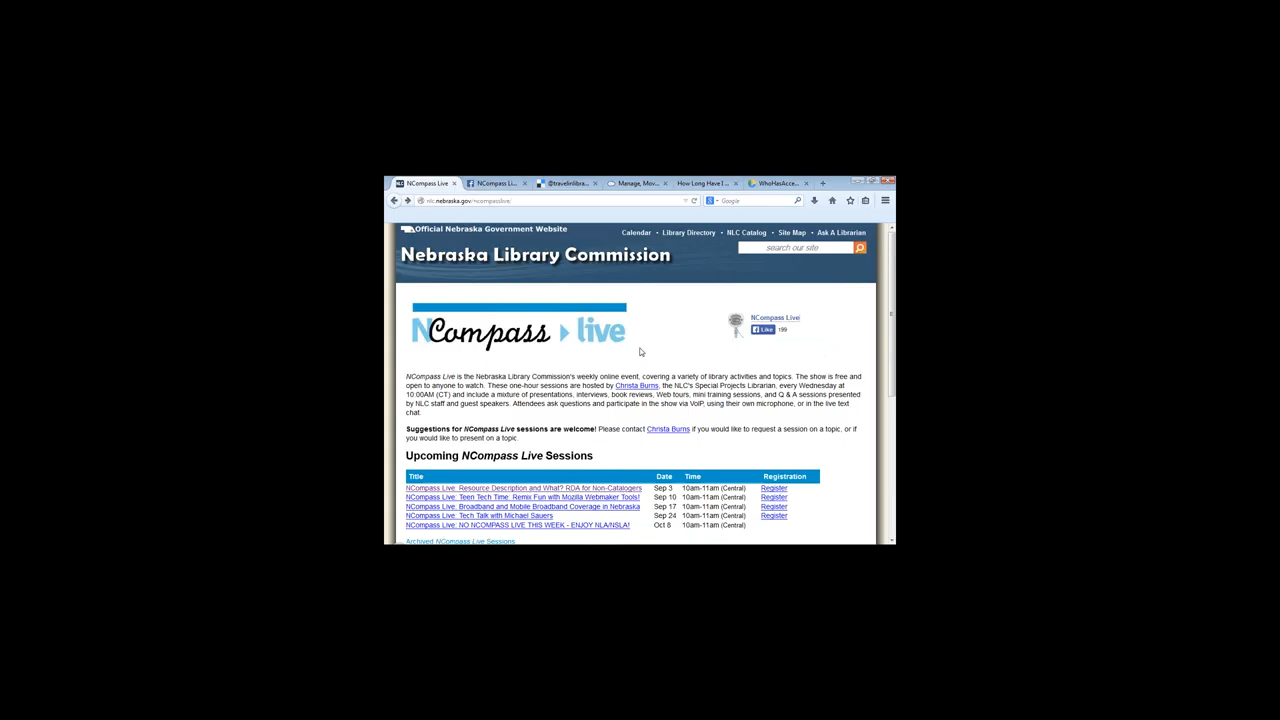 NCompass Live
NCompass Li...
@travelinlibra...
Manage, Mov...
How Long Have I ...
WhoHasAcce...
nlc.nebraska.gov/ncompasslive/
Google
Official Nebraska Government Website
Calendar • Library Directory • NLC Catalog • Site Map • Ask A Librarian
Nebraska Library Commission
search our site
NCompass live
NCompass Live
Like 199
NCompass Live is the Nebraska Library Commission's weekly online event, covering a variety of library activities and topics. The show is free and
open to anyone to watch. These one-hour sessions are hosted by Christa Burns, the NLC's Special Projects Librarian, every Wednesday at
10:00AM (CT) and include a mixture of presentations, interviews, book reviews, Web tours, mini training sessions, and Q & A sessions presented
by NLC staff and guest speakers. Attendees ask questions and participate in the show via VoIP, using their own microphone, or in the live text
chat.
Suggestions for NCompass Live sessions are welcome! Please contact Christa Burns if you would like to request a session on a topic, or if
you would like to present on a topic.
Upcoming NCompass Live Sessions
Title Date Time Registration
NCompass Live: Resource Description and What? RDA for Non-Catalogers Sep 3 10am-11am (Central) Register
NCompass Live: Teen Tech Time: Remix Fun with Mozilla Webmaker Tools! Sep 10 10am-11am (Central) Register
NCompass Live: Broadband and Mobile Broadband Coverage in Nebraska Sep 17 10am-11am (Central) Register
NCompass Live: Tech Talk with Michael Sauers Sep 24 10am-11am (Central) Register
NCompass Live: NO NCOMPASS LIVE THIS WEEK - ENJOY NLA/NSLA! Oct 8 10am-11am (Central)
Archived NCompass Live Sessions